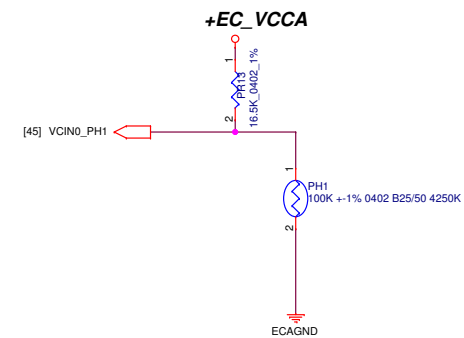 +EC_VCCA
1
PR13
16.5K_0402_1%
2
[45] VCIN0_PH1
1
PH1
100K +-1% 0402 B25/50 4250K
2
ECAGND